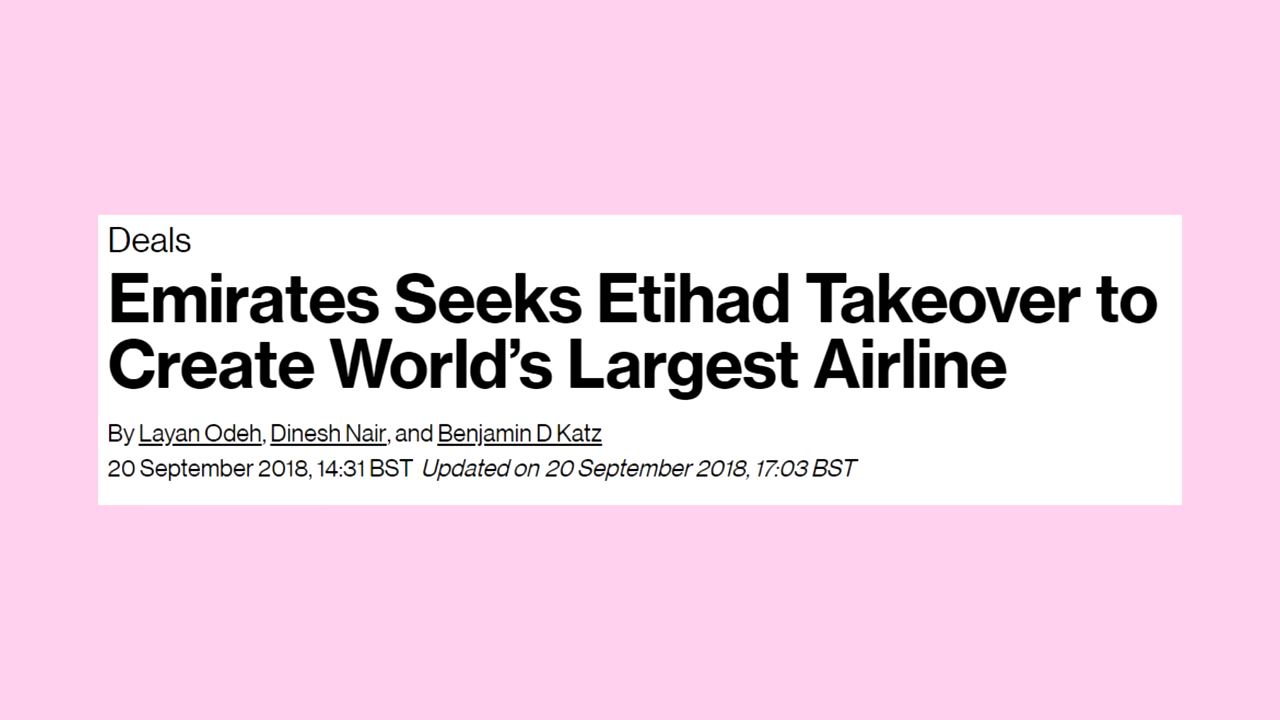 Deals
Emirates Seeks Etihad Takeover to
Create World’s Largest Airline
By Layan Odeh, Dinesh Nair, and Benjamin D Katz
20 September 2018, 14:31 BST Updated on 20 September 2018, 17:03 BST